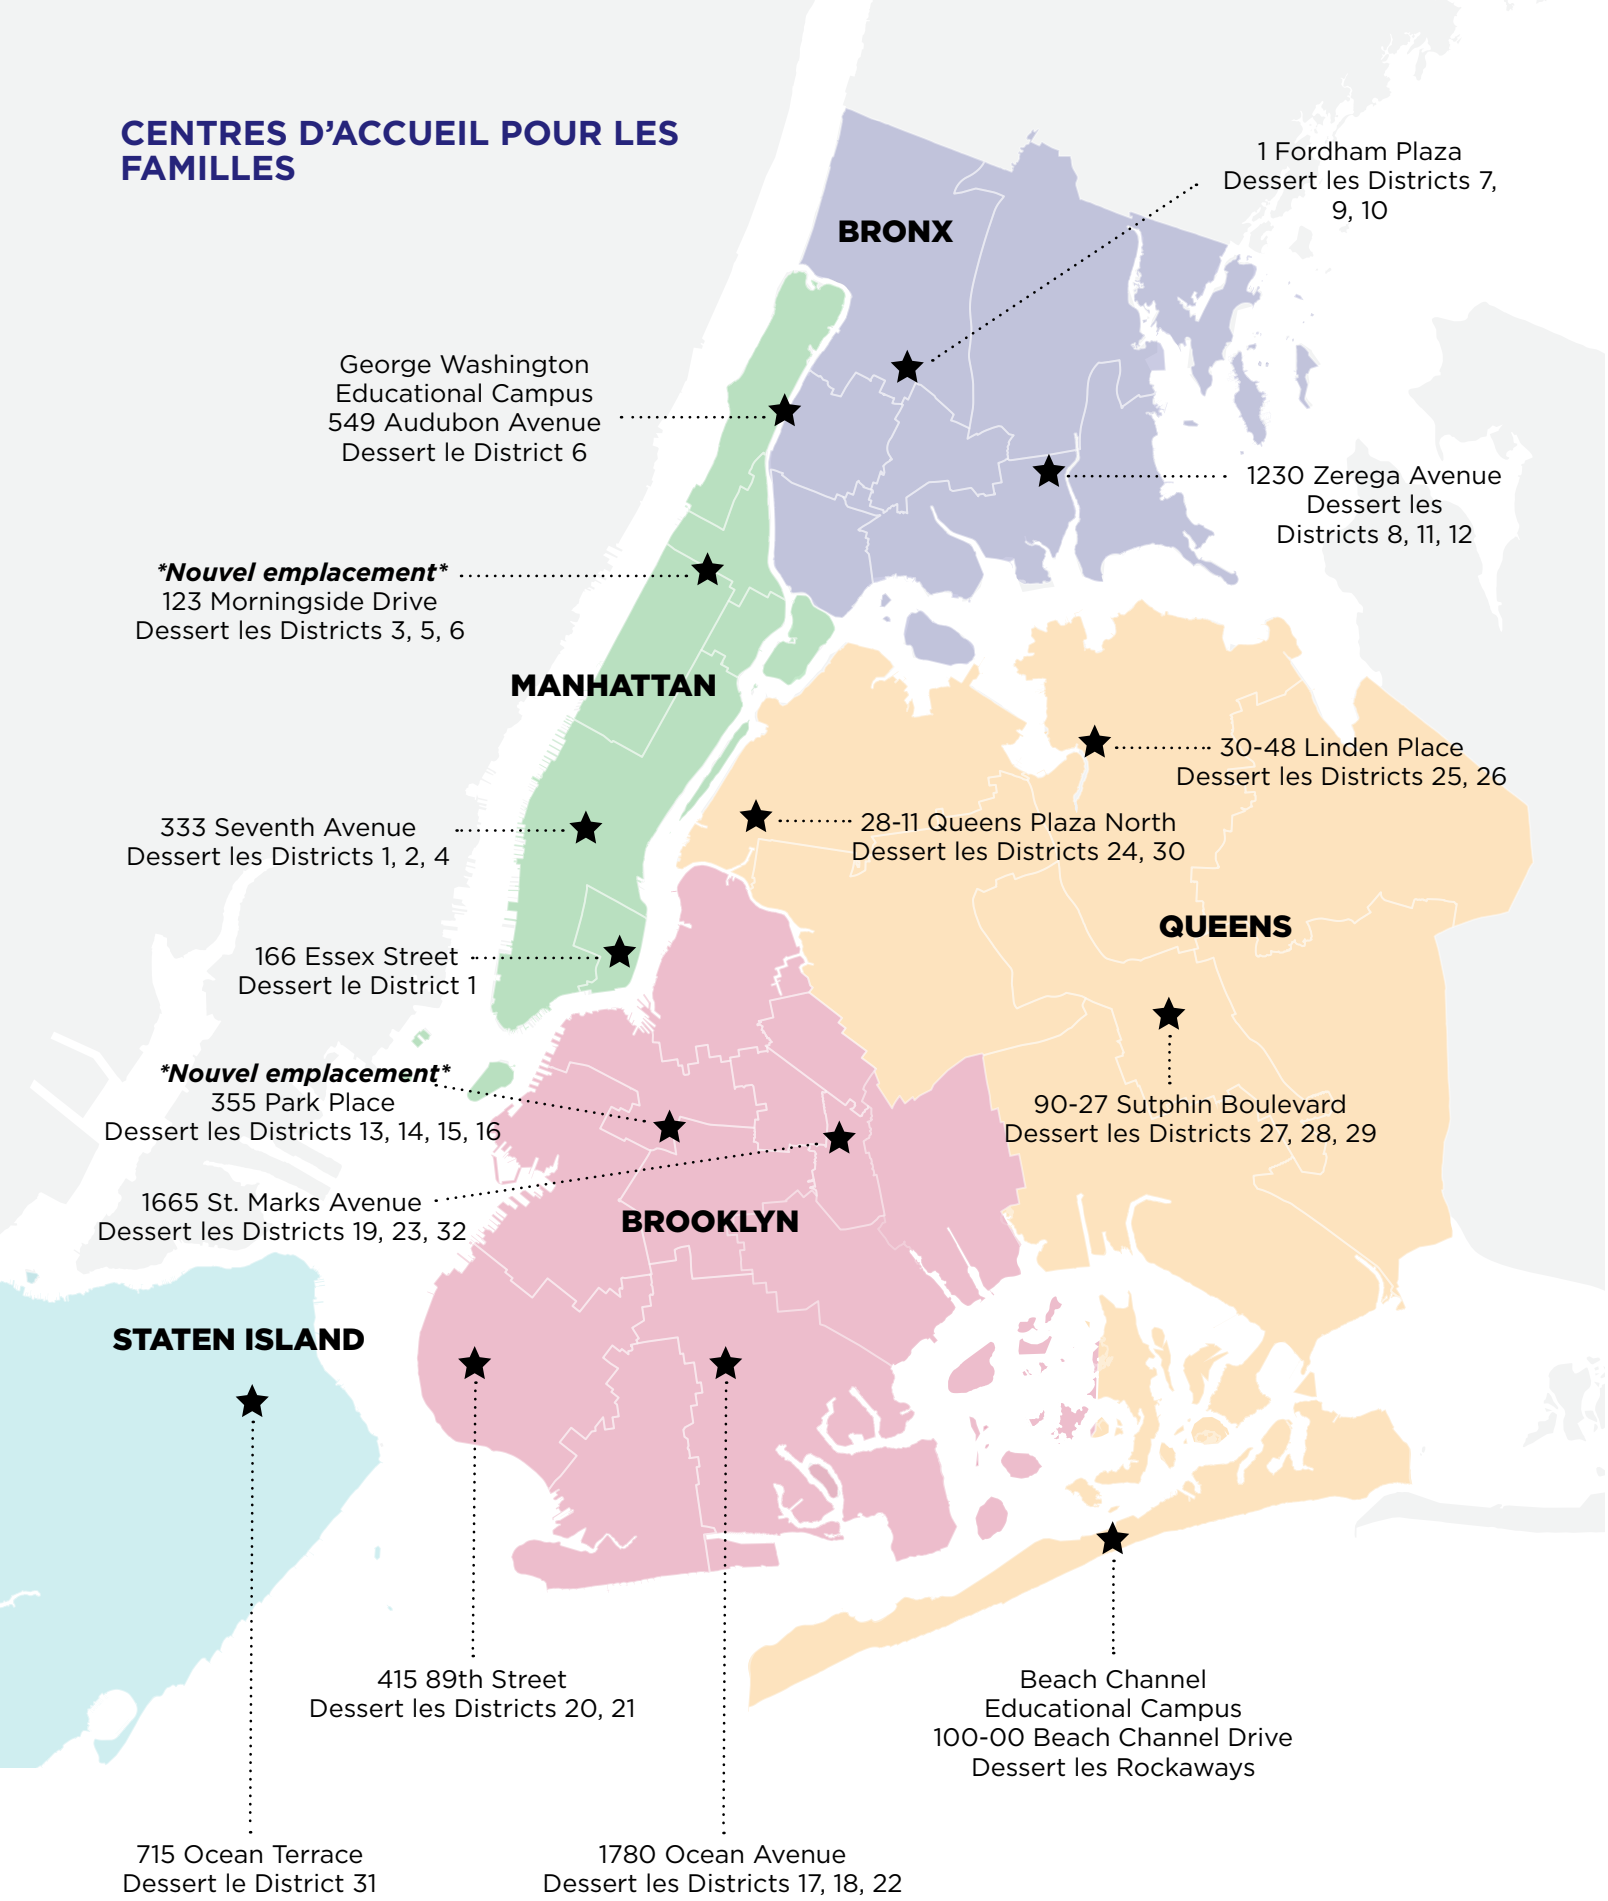 CENTRES D'ACCUEIL POUR LES
FAMILLES
1 Fordham Plaza
Dessert les Districts 7,
9, 10
BRONX
George Washington
Educational Campus
549 Audubon Avenue
Dessert le District 6
1230 Zerega Avenue
Dessert les
Districts 8, 11, 12
*Nouvel emplacement*
123 Morningside Drive
Dessert les Districts 3, 5, 6
MANHATTAN
30-48 Linden Place
Dessert les Districts 25, 26
333 Seventh Avenue
Dessert les Districts 1, 2, 4
28-11 Queens Plaza North
Dessert les Districts 24, 30
QUEENS
166 Essex Street
Dessert le District 1
*Nouvel emplacement*
355 Park Place
Dessert les Districts 13, 14, 15, 16
90-27 Sutphin Boulevard
Dessert les Districts 27, 28, 29
1665 St. Marks Avenue
Dessert les Districts 19, 23, 32
BROOKLYN
STATEN ISLAND
415 89th Street
Dessert les Districts 20, 21
Beach Channel
Educational Campus
100-00 Beach Channel Drive
Dessert les Rockaways
715 Ocean Terrace
Dessert le District 31
1780 Ocean Avenue
Dessert les Districts 17, 18, 22